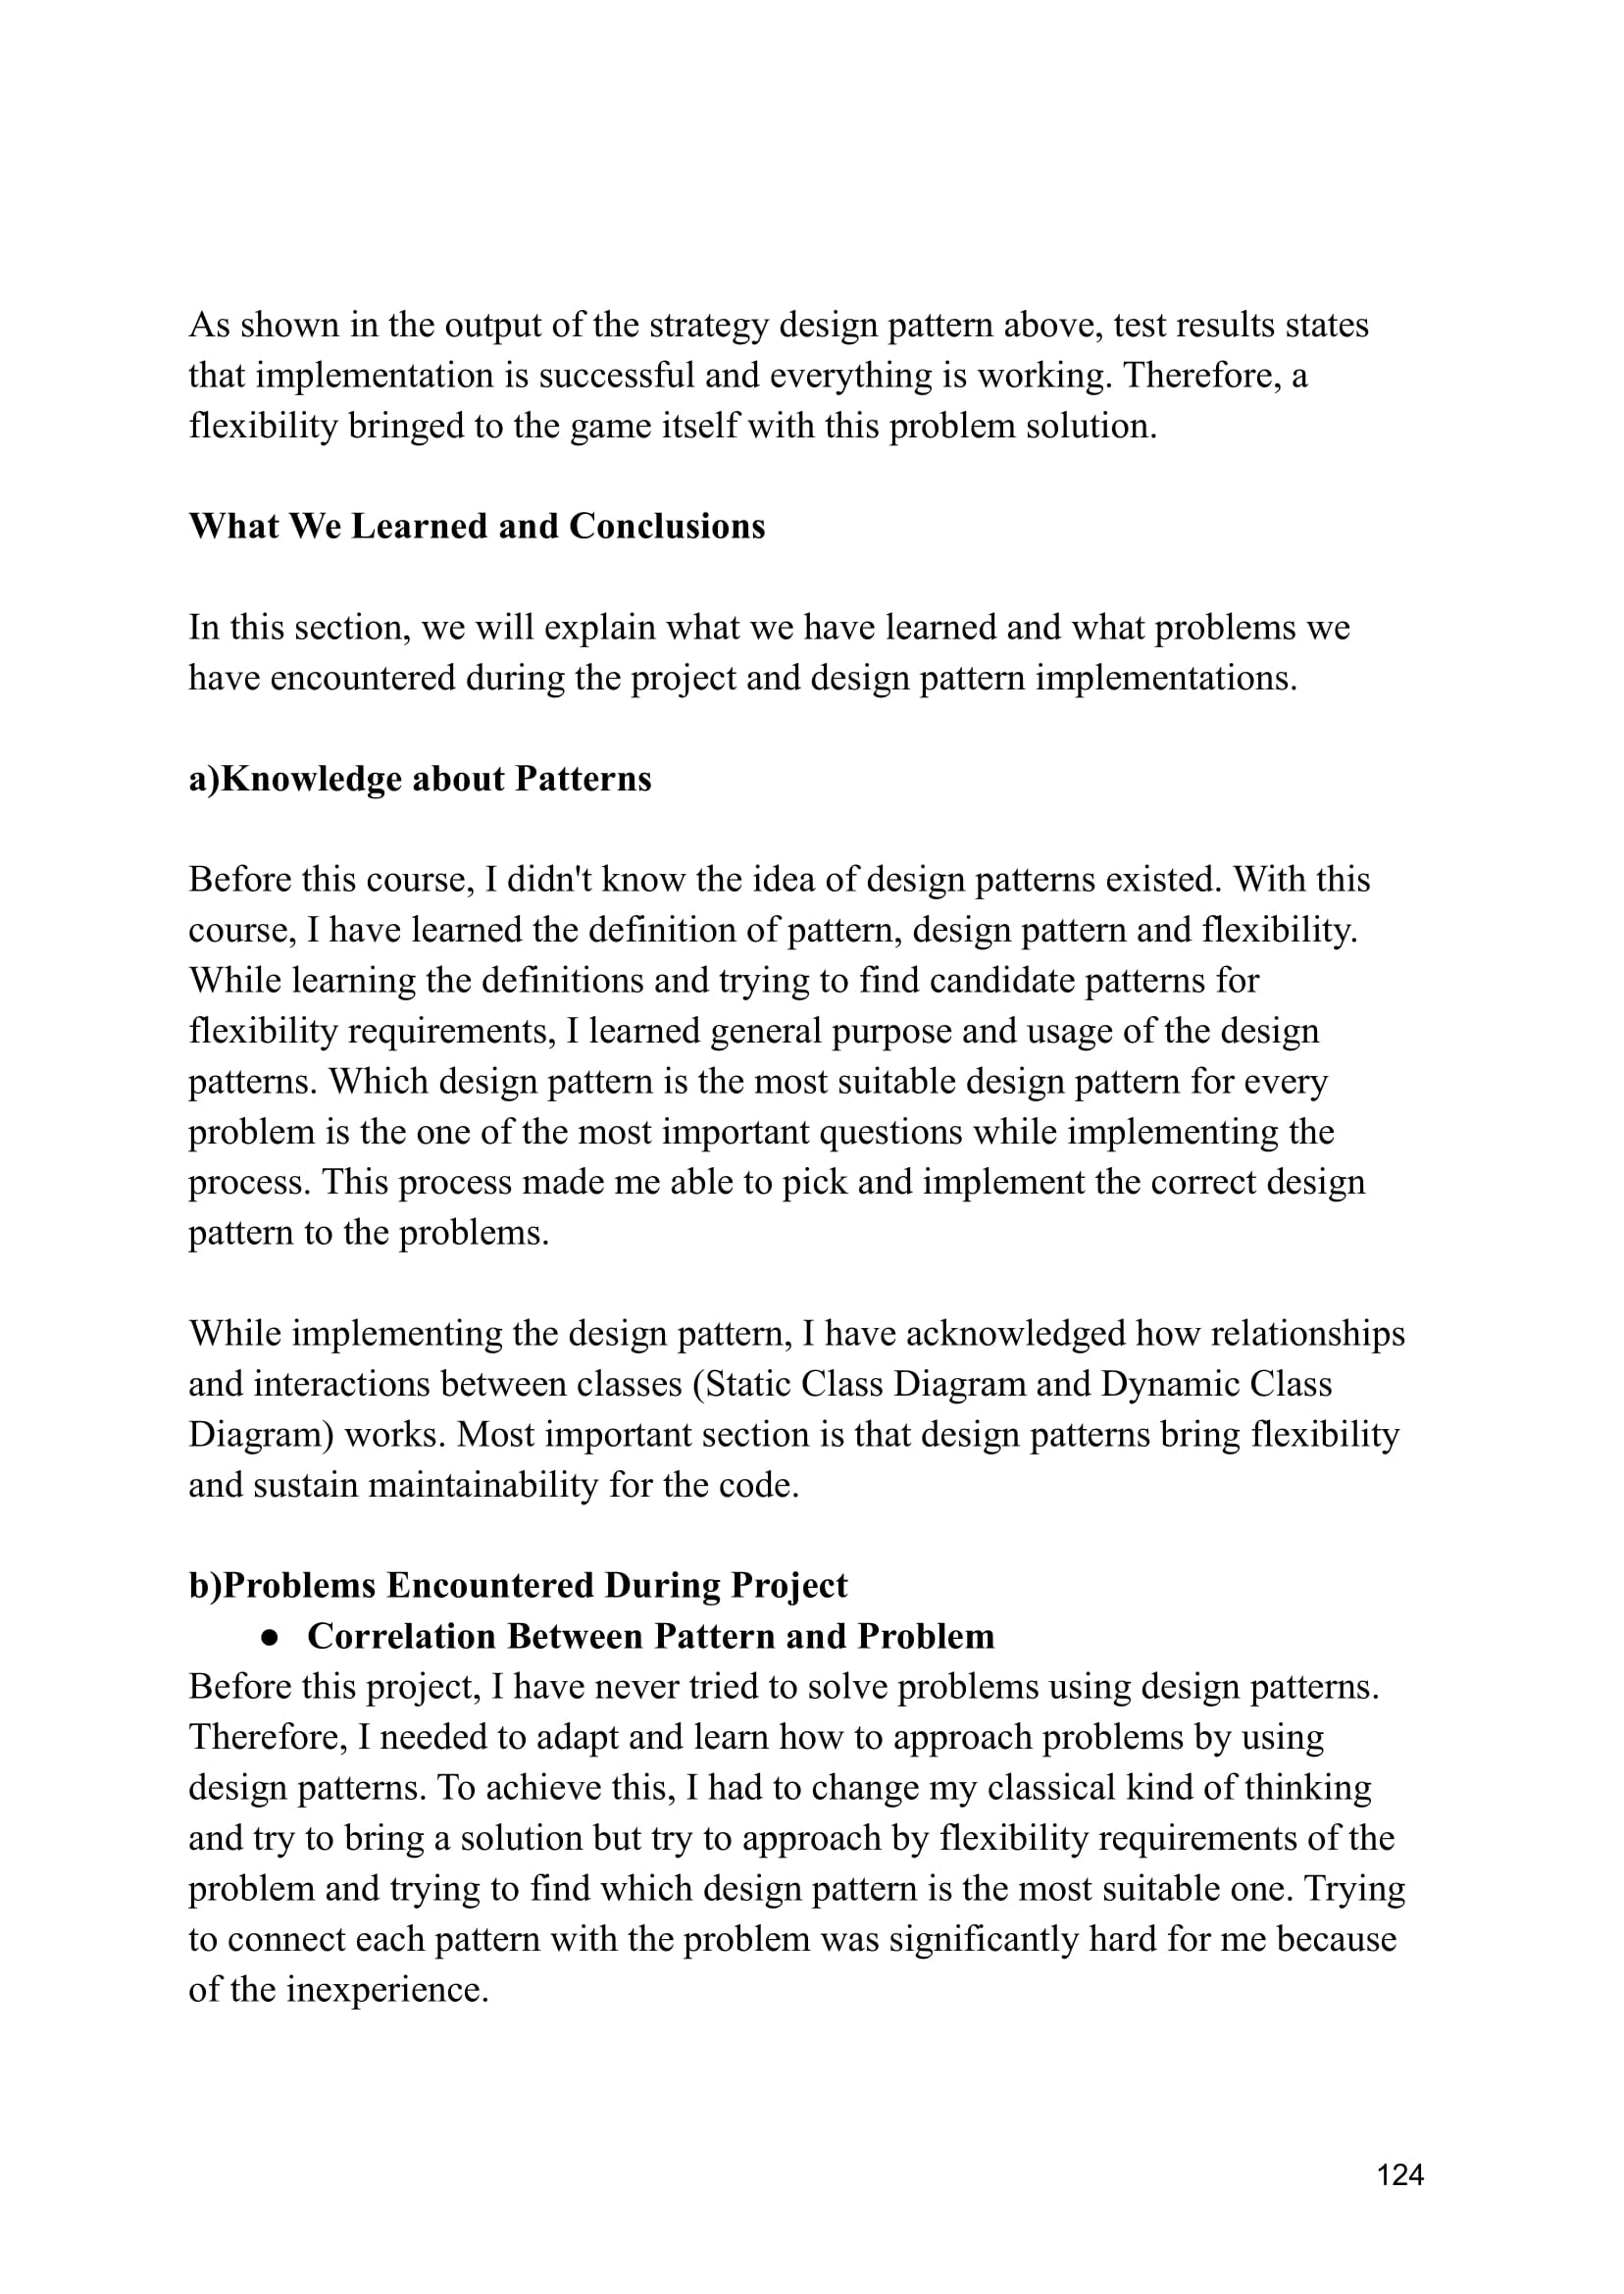 As shown in the output of the strategy design pattern above, test results states
that implementation is successful and everything is working. Therefore, a
flexibility bringed to the game itself with this problem solution.
What We Learned and Conclusions
In this section, we will explain what we have learned and what problems we
have encountered during the project and design pattern implementations.
a)Knowledge about Patterns
Before this course, I didn't know the idea of design patterns existed. With this
course, I have learned the definition of pattern, design pattern and flexibility.
While learning the definitions and trying to find candidate patterns for
flexibility requirements, I learned general purpose and usage of the design
patterns. Which design pattern is the most suitable design pattern for every
problem is the one of the most important questions while implementing the
process. This process made me able to pick and implement the correct design
pattern to the problems.
While implementing the design pattern, I have acknowledged how relationships
and interactions between classes (Static Class Diagram and Dynamic Class
Diagram) works. Most important section is that design patterns bring flexibility
and sustain maintainability for the code.
b)Problems Encountered During Project
● Correlation Between Pattern and Problem
Before this project, I have never tried to solve problems using design patterns.
Therefore, I needed to adapt and learn how to approach problems by using
design patterns. To achieve this, I had to change my classical kind of thinking
and try to bring a solution but try to approach by flexibility requirements of the
problem and trying to find which design pattern is the most suitable one. Trying
to connect each pattern with the problem was significantly hard for me because
of the inexperience.
124